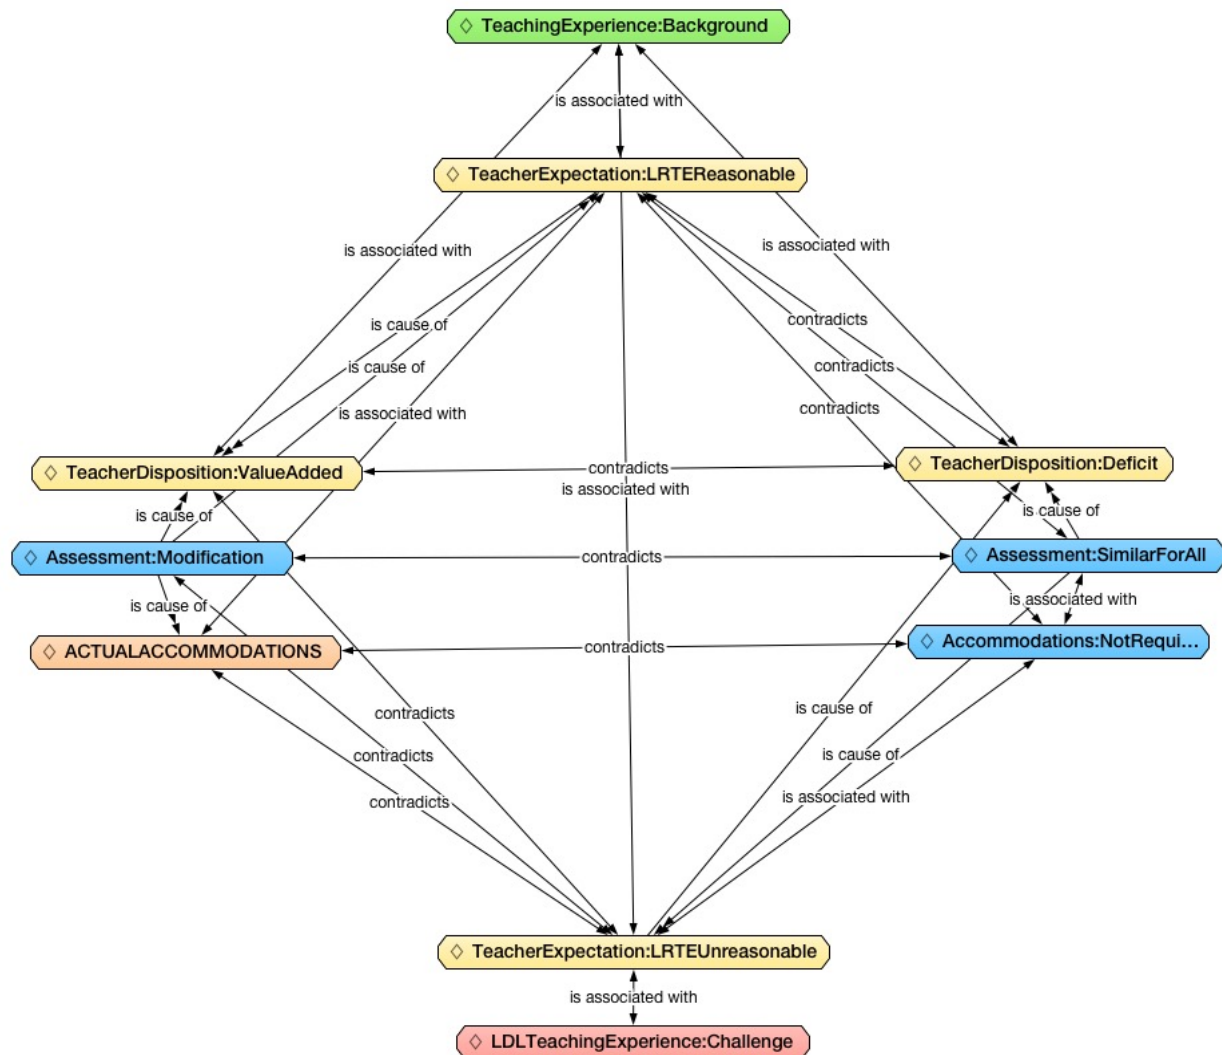 TeachingExperience:Background
is associated with
TeacherExpectation:LRTEReasonable
is associated with
is associated with
contradicts
is cause of
contradicts
is cause of
contradicts
is associated with
TeacherDisposition:ValueAdded
contradicts
TeacherDisposition:Deficit
is associated with
is cause of
is cause of
Assessment:Modification
contradicts
Assessment:SimilarForAll
is cause of
is associated with
ACTUALACCOMMODATIONS
contradicts
Accommodations:NotRequi...
contradicts
is cause of
contradicts
is cause of
contradicts
is associated with
TeacherExpectation:LRTEUnreasonable
is associated with
LDLTeachingExperience:Challenge